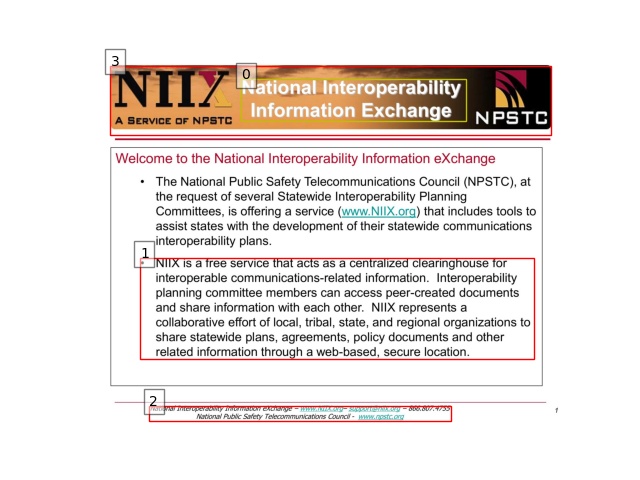 3
0
NIIX
A SERVICE OF NPSTC
National Interoperability
Information Exchange
NPSTC
Welcome to the National Interoperability Information eXchange
• The National Public Safety Telecommunications Council (NPSTC), at
the request of several Statewide Interoperability Planning
Committees, is offering a service (www.NIIX.org) that includes tools to
assist states with the development of their statewide communications
interoperability plans.
1
• NIIX is a free service that acts as a centralized clearinghouse for
interoperable communications-related information. Interoperability
planning committee members can access peer-created documents
and share information with each other. NIIX represents a
collaborative effort of local, tribal, state, and regional organizations to
share statewide plans, agreements, policy documents and other
related information through a web-based, secure location.
2
National Interoperability Information eXchange – www.NIIX.org– support@niix.org – 866.807.4755
National Public Safety Telecommunications Council - www.npstc.org
1